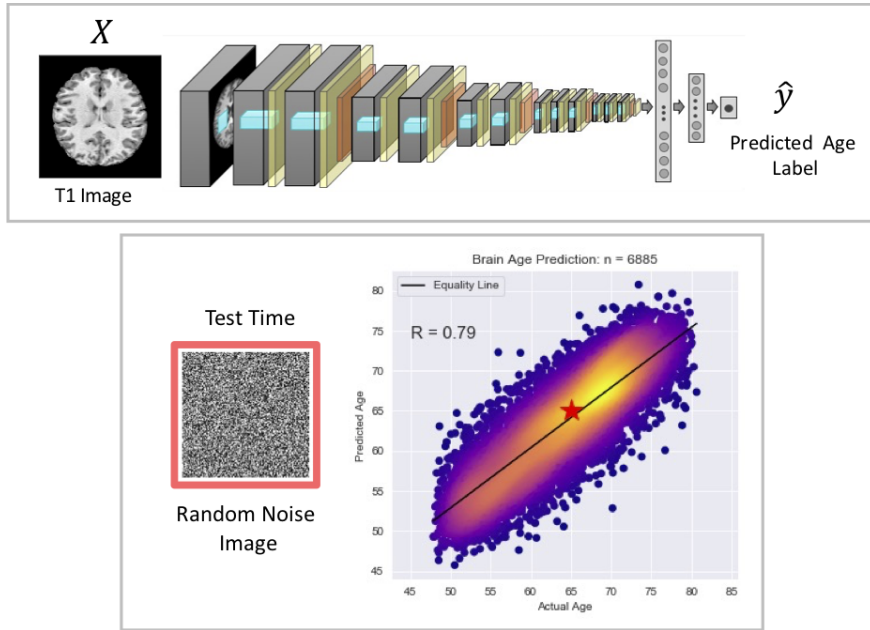 X
T1 Image
ŷ
Predicted Age
Label
Test Time
Random Noise
Image
Brain Age Prediction: n = 6885
Equality Line
R = 0.79
Predicted Age
80
75
70
65
60
55
50
45
45 50 55 60 65 70 75 80 85
Actual Age